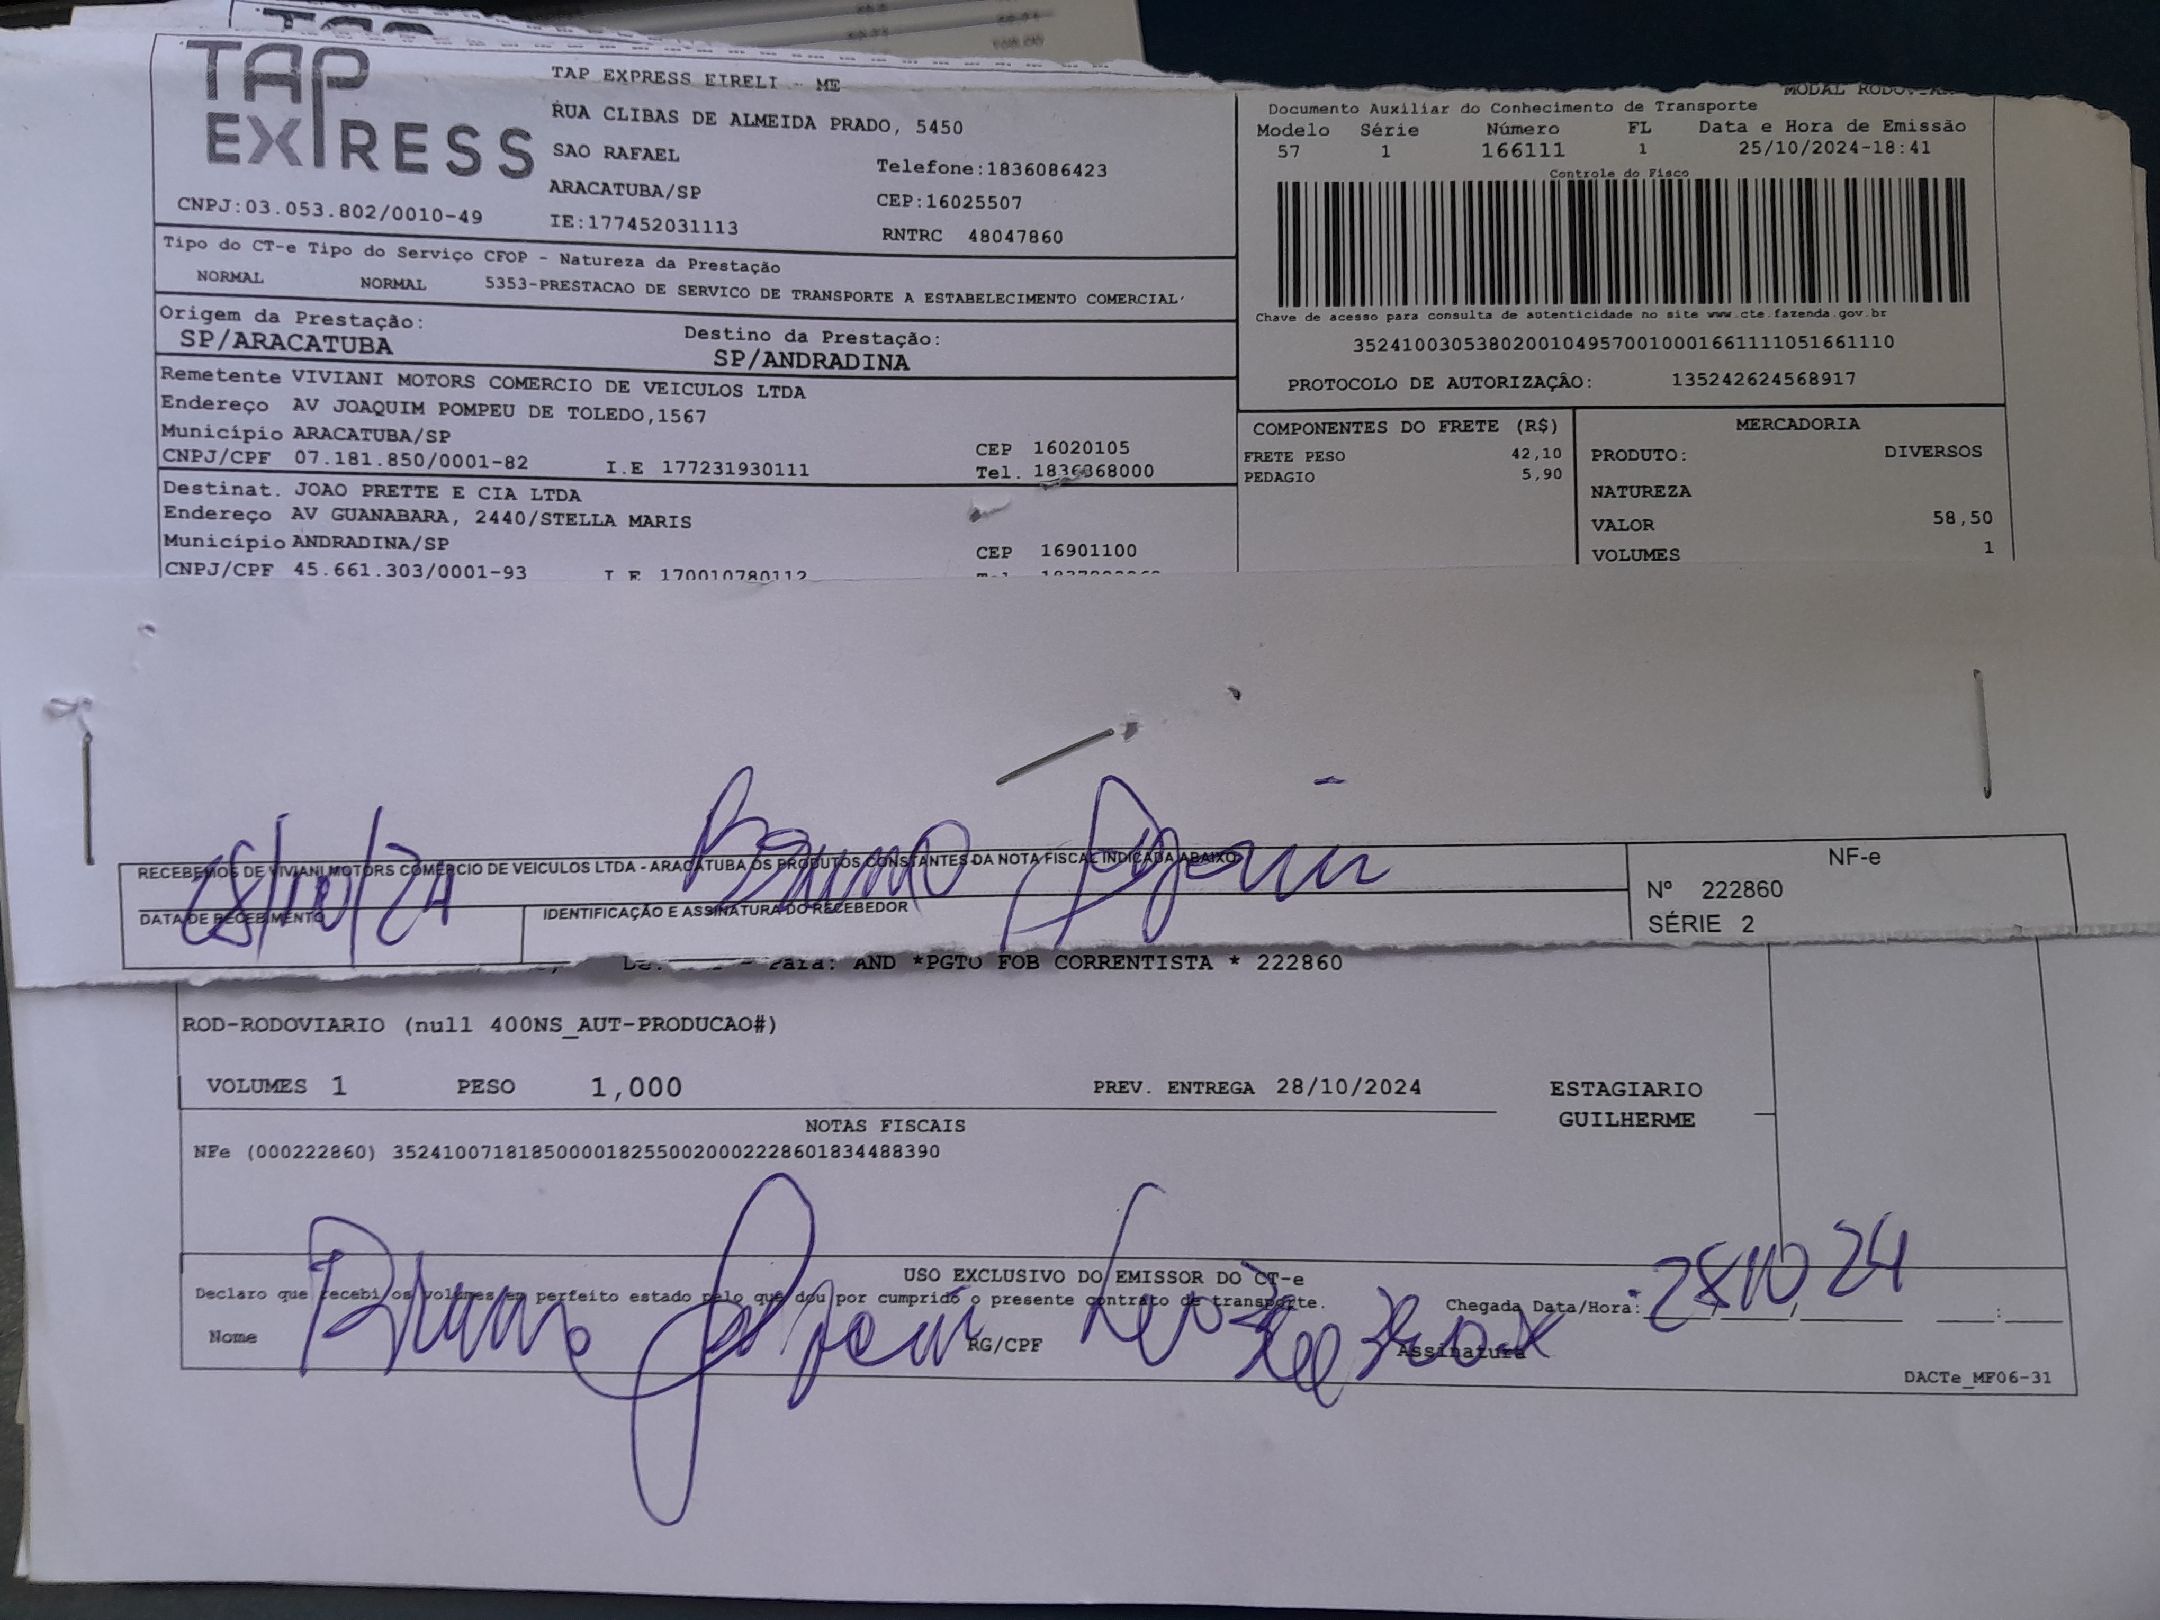 TAP EXPRESS
TAP EXPRESS EIRELI - ME
RUA CLIBAS DE ALMEIDA PRADO, 5450
SAO RAFAEL
Telefone:1836086423
ARACATUBA/SP
CEP:16025507
CNPJ:03.053.802/0010-49
IE:177452031113
RNTRC 48047860
Documento Auxiliar do Conhecimento de Transporte
Modelo Série Número FL Data e Hora de Emissão
57 1 166111 1 25/10/2024-18:41
Controle do Fisco
Chave de acesso para consulta de autenticidade no site www.cte.fazenda.gov.br
35241003053802001049570010001661111051661110
PROTOCOLO DE AUTORIZAÇÃO: 135242624568917
Tipo do CT-e Tipo do Serviço CFOP - Natureza da Prestação
NORMAL NORMAL 5353-PRESTACAO DE SERVICO DE TRANSPORTE A ESTABELECIMENTO COMERCIAL
Origem da Prestação: Destino da Prestação:
SP/ARACATUBA SP/ANDRADINA
Remetente VIVIANI MOTORS COMERCIO DE VEICULOS LTDA
Endereço AV JOAQUIM POMPEU DE TOLEDO,1567
Município ARACATUBA/SP CEP 16020105
CNPJ/CPF 07.181.850/0001-82 I.E 177231930111 Tel. 1836368000
Destinat. JOAO PRETTE E CIA LTDA
Endereço AV GUANABARA, 2440/STELLA MARIS
Município ANDRADINA/SP CEP 16901100
CNPJ/CPF 45.661.303/0001-93 I E 170010780112
COMPONENTES DO FRETE (R$)
FRETE PESO 42,10
PEDAGIO 5,90
MERCADORIA
PRODUTO: DIVERSOS
NATUREZA
VALOR 58,50
VOLUMES 1
28/10/24 Bruno
RECEBEMOS DE VIVIANI MOTORS COMERCIO DE VEICULOS LTDA - ARACATUBA OS PRODUTOS CONSTANTES DA NOTA FISCAL INDICADA ABAIXO
DATA DE RECEBIMENTO
IDENTIFICAÇÃO E ASSINATURA DO RECEBEDOR
NF-e
Nº 222860
SÉRIE 2
Para: AND *PGTO FOB CORRENTISTA * 222860
ROD-RODOVIARIO (null 400NS_AUT-PRODUCAO#)
VOLUMES 1 PESO 1,000 PREV. ENTREGA 28/10/2024
ESTAGIARIO
GUILHERME
NOTAS FISCAIS
NFe (000222860) 35241007181850000182550020002228601834488390
USO EXCLUSIVO DO EMISSOR DO CT-e
Declaro que recebi os volumes em perfeito estado pelo que dou por cumprido o presente contrato de transporte.
Chegada Data/Hora: 28 10 24
Nome Bruno RG/CPF Assinatura
DACTe_MF06-31